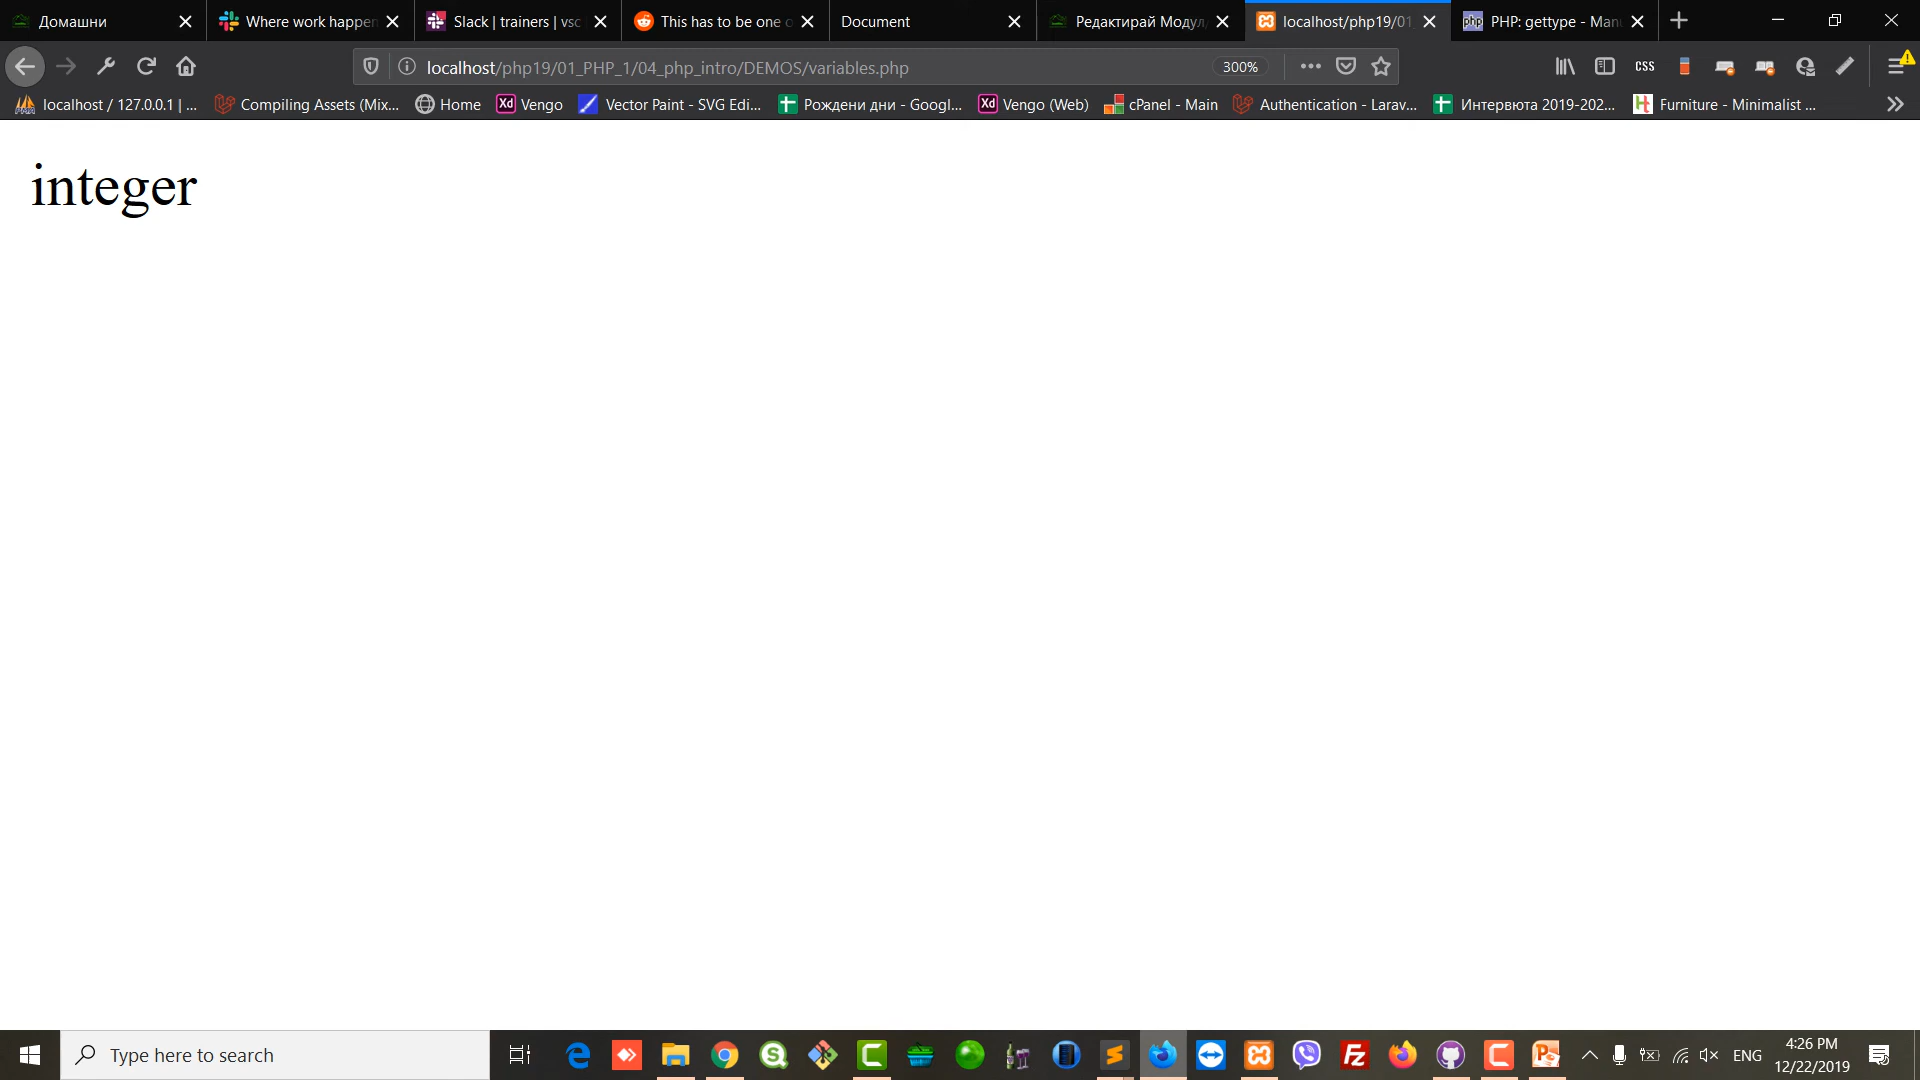 Домашни
Where work happen
Slack | trainers | vsc
This has to be one o
Document
Редактирай Модул
localhost/php19/01
PHP: gettype - Man
localhost/php19/01_PHP_1/04_php_intro/DEMOS/variables.php
300%
CSS
localhost / 127.0.0.1 | ...
Compiling Assets (Mix...
Home
Vengo
Vector Paint - SVG Edi...
Рождени дни - Googl...
Vengo (Web)
cPanel - Main
Authentication - Larav...
Интервюта 2019-202...
Furniture - Minimalist ...
integer
Type here to search
ENG
4:26 PM
12/22/2019